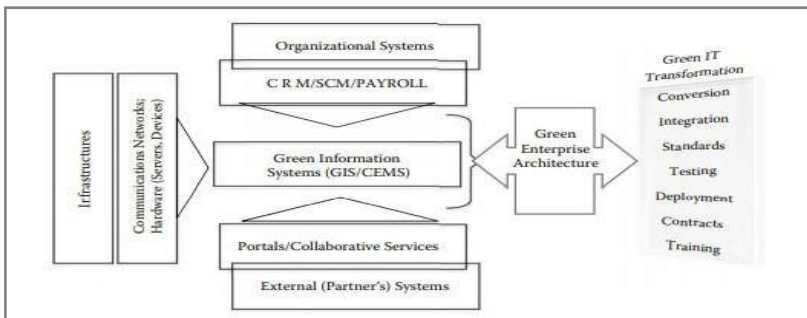 Organizational Systems
C R M/SCM/PAYROLL
Infrastructures
Communications Networks;
Hardware (Servers, Devices)
Green Information
Systems (GIS/CEMS)
Portals/Collaborative Services
External (Partner's) Systems
Green
Enterprise
Architecture
Green IT
Transformation
Conversion
Integration
Standards
Testing
Deployment
Contracts
Training